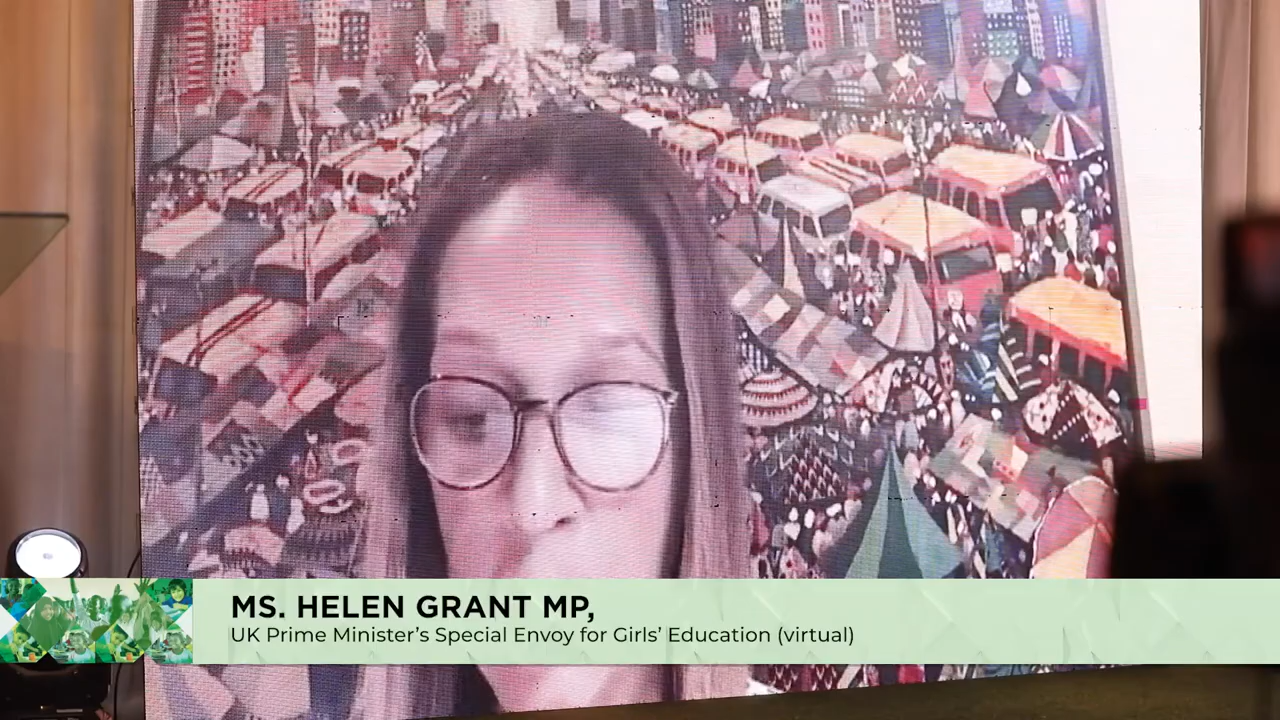 MS. HELEN GRANT MP,
UK Prime Minister's Special Envoy for Girls' Education (virtual)